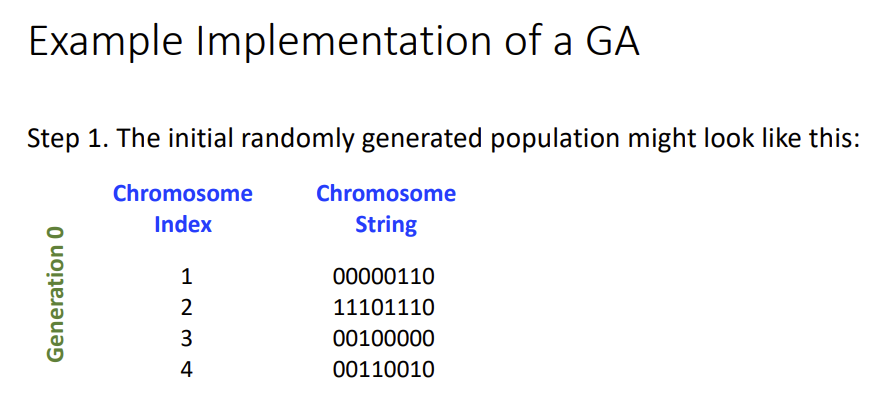 Example Implementation of a GA
Step 1. The initial randomly generated population might look like this:
Chromosome Index Chromosome String
Generation 0
1 00000110
2 11101110
3 00100000
4 00110010